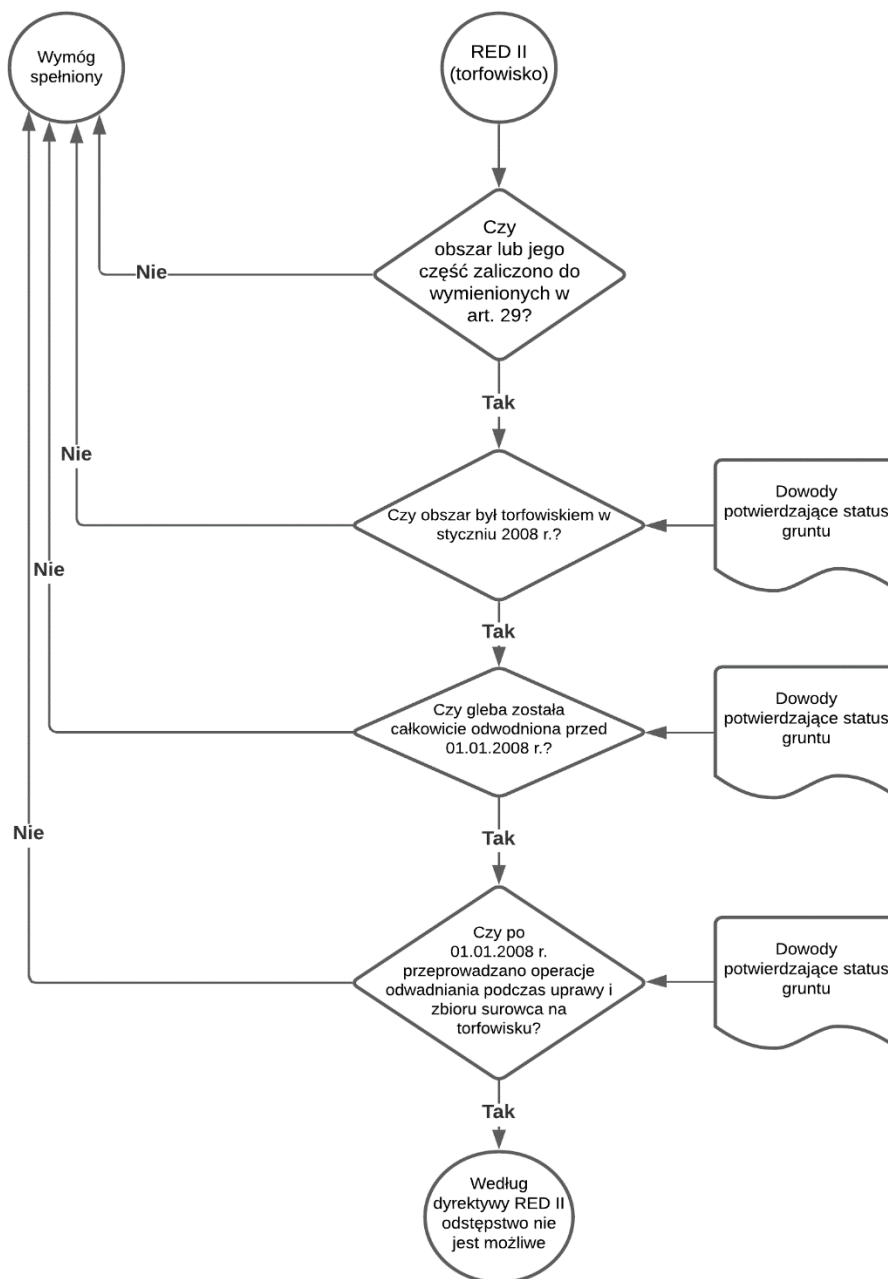 Wymóg
spełniony
RED II
(torfowisko)
Czy
obszar lub jego
część zaliczono do
wymienionych w
art. 29?
Nie
Tak
Nie
Czy obszar był torfowiskiem w
styczniu 2008 r.?
Dowody
potwierdzające status
gruntu
Nie
Tak
Czy gleba została
całkowicie odwodniona przed
01.01.2008 r.?
Dowody
potwierdzające status
gruntu
Nie
Tak
Czy po
01.01.2008 r.
przeprowadzano operacje
odwadniania podczas uprawy i
zbioru surowca na
torfowisku?
Dowody
potwierdzające status
gruntu
Tak
Według
dyrektywy RED II
odstępstwo nie
jest możliwe